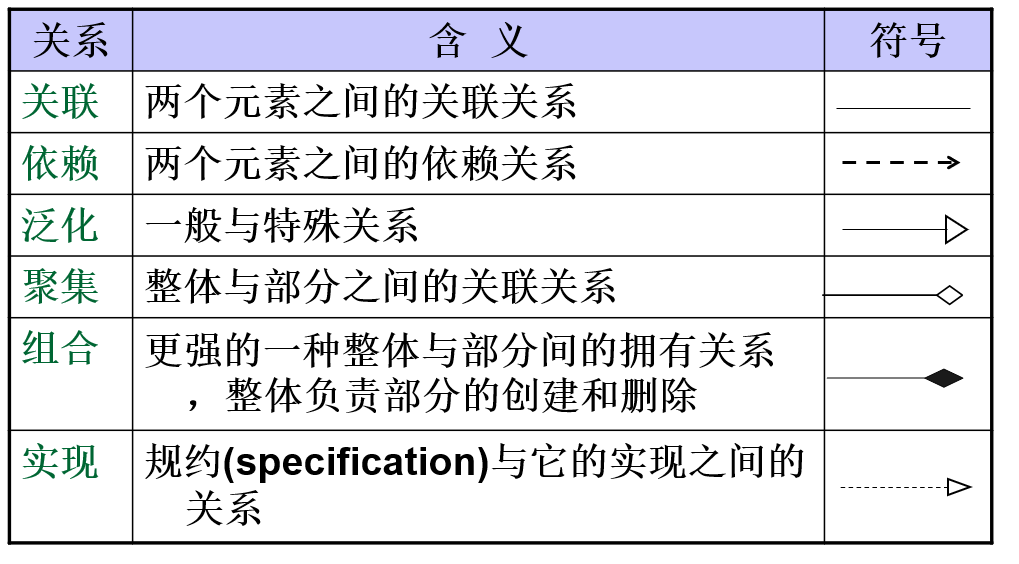 关系 含 义 符号
关联 两个元素之间的关联关系
依赖 两个元素之间的依赖关系
泛化 一般与特殊关系
聚集 整体与部分之间的关联关系
组合 更强的一种整体与部分间的拥有关系
，整体负责部分的创建和删除
实现 规约(specification)与它的实现之间的
关系